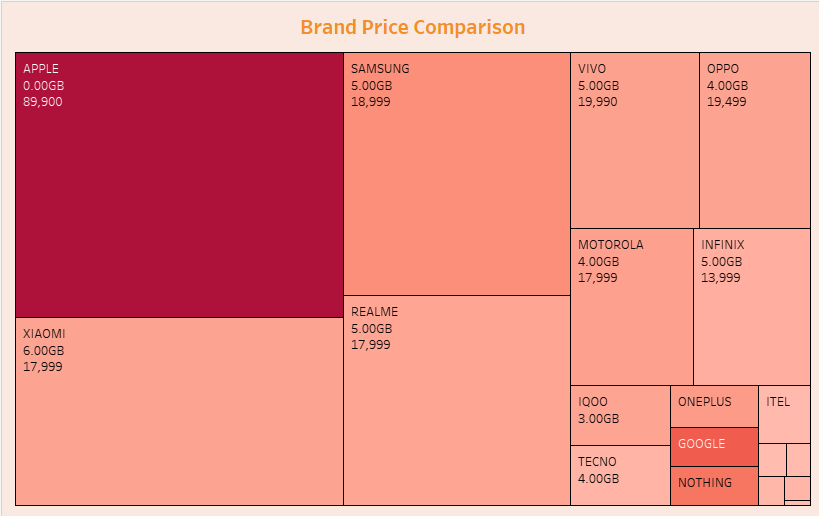 Brand Price Comparison
APPLE
0.00GB
89,900
SAMSUNG
5.00GB
18,999
VIVO
5.00GB
19,990
OPPO
4.00GB
19,499
MOTOROLA
4.00GB
17,999
INFINIX
5.00GB
13,999
XIAOMI
6.00GB
17,999
REALME
5.00GB
17,999
IQOO
3.00GB
ONEPLUS
ITEL
GOOGLE
TECNO
4.00GB
NOTHING